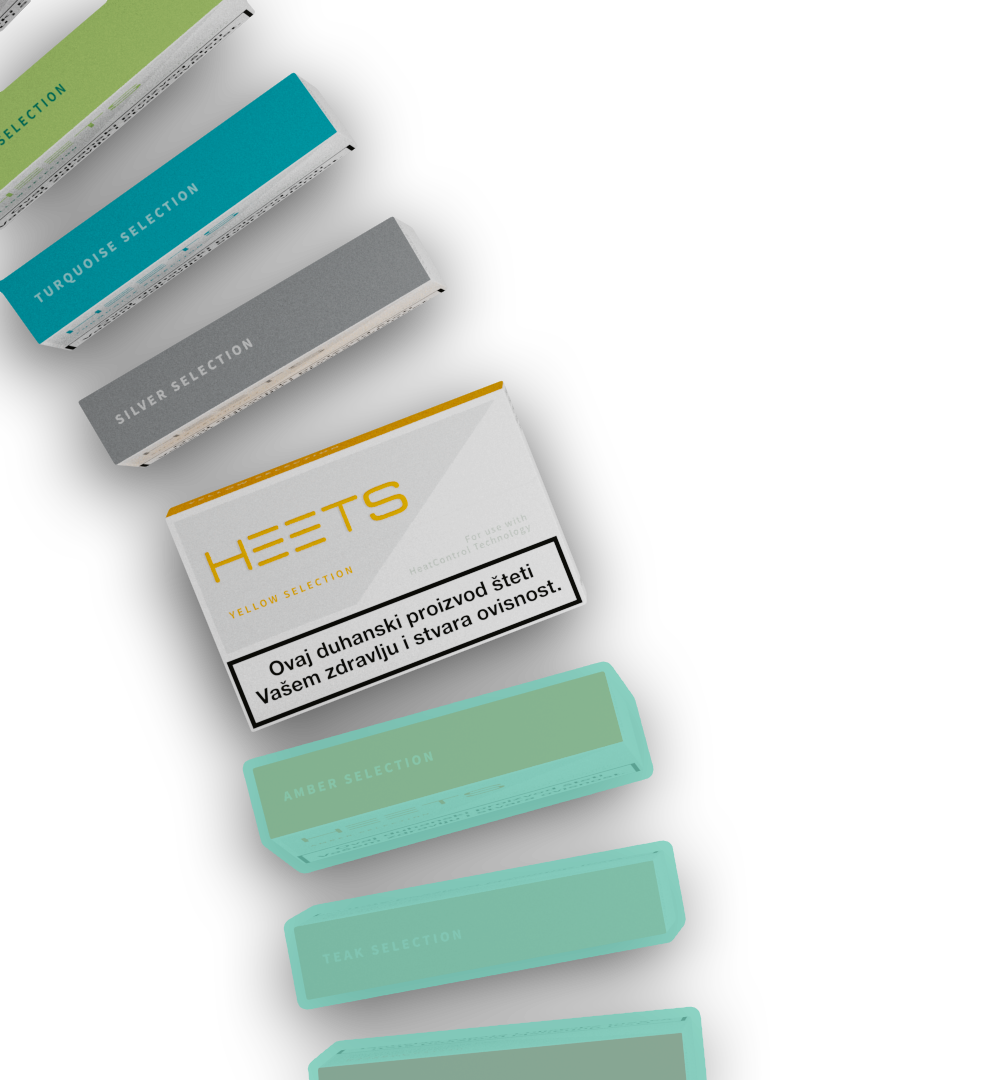 SELECTION
TURQUOISE SELECTION
SILVER SELECTION
HEETS
YELLOW SELECTION
For use with
HeatControl Technology
Ovaj duhanski proizvod šteti
Vašem zdravlju i stvara ovisnost.
AMBER SELECTION
TEAK SELECTION